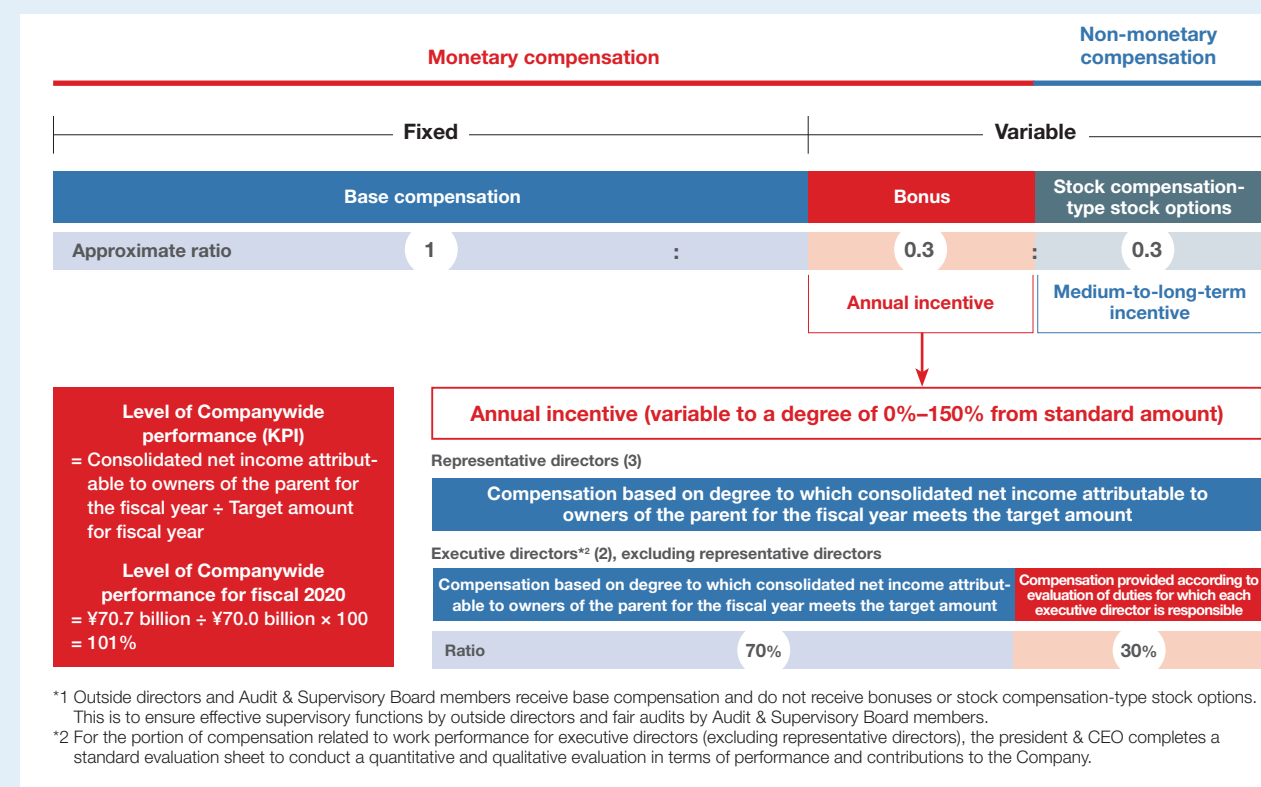 Monetary compensation
Non-monetary
compensation
Fixed
Variable
Base compensation
Bonus
Stock compensation-
type stock options
Approximate ratio
1
:
0.3
:
0.3
Annual incentive
Medium-to-long-term
incentive
Level of Companywide
performance (KPI)
= Consolidated net income attribut-
able to owners of the parent for
the fiscal year ÷ Target amount
for fiscal year
Level of Companywide
performance for fiscal 2020
= ¥70.7 billion ÷ ¥70.0 billion × 100
= 101%
Annual incentive (variable to a degree of 0%–150% from standard amount)
Representative directors (3)
Compensation based on degree to which consolidated net income attributable to
owners of the parent for the fiscal year meets the target amount
Executive directors*2 (2), excluding representative directors
Compensation based on degree to which consolidated net income attribut-
able to owners of the parent for the fiscal year meets the target amount
Compensation provided according to
evaluation of duties for which each
executive director is responsible
Ratio
70%
30%
*1 Outside directors and Audit & Supervisory Board members receive base compensation and do not receive bonuses or stock compensation-type stock options.
This is to ensure effective supervisory functions by outside directors and fair audits by Audit & Supervisory Board members.
*2 For the portion of compensation related to work performance for executive directors (excluding representative directors), the president & CEO completes a
standard evaluation sheet to conduct a quantitative and qualitative evaluation in terms of performance and contributions to the Company.